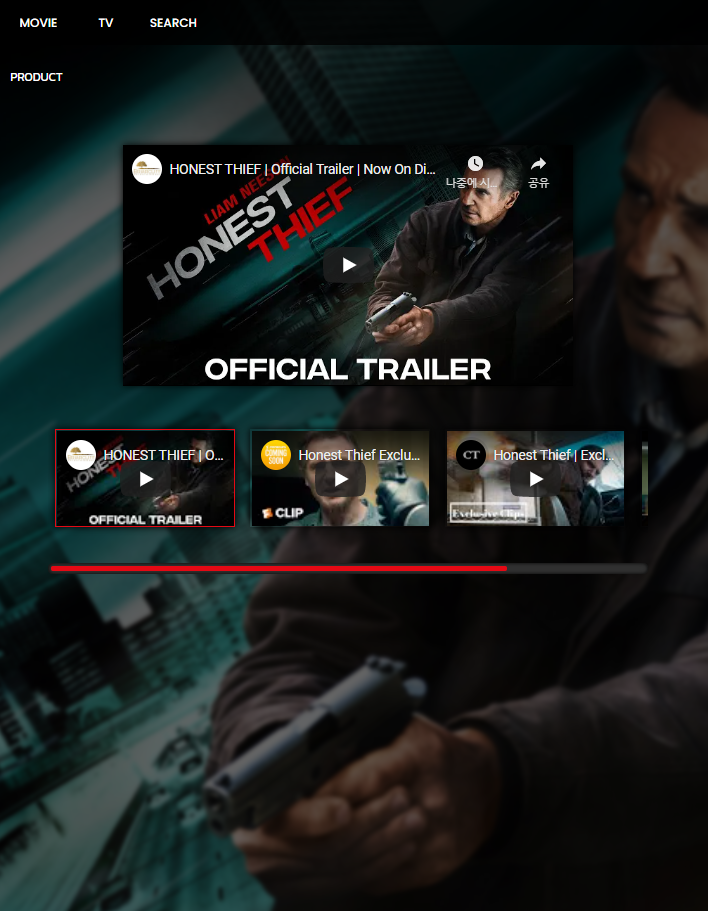 MOVIE TV SEARCH
PRODUCT
HONEST THIEF | Official Trailer | Now On Di...
나중에 시...
공유
LIAM NEESON
HONEST
THIEF
OFFICIAL TRAILER
HONEST THIEF | O...
HONEST
THIEF
OFFICIAL TRAILER
COMING SOON
Honest Thief Exclu...
CLIP
CT
Honest Thief | Excl...
Exclusive Clips